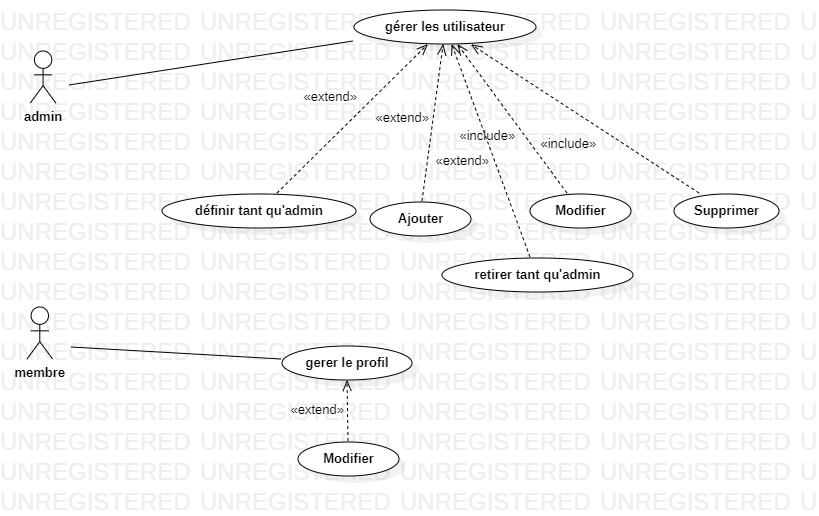 gérer les utilisateur
admin
«extend»
«extend»
«include»
«include»
«extend»
définir tant qu'admin
Ajouter
Modifier
Supprimer
retirer tant qu'admin
membre
gerer le profil
«extend»
Modifier
UNREGISTERED